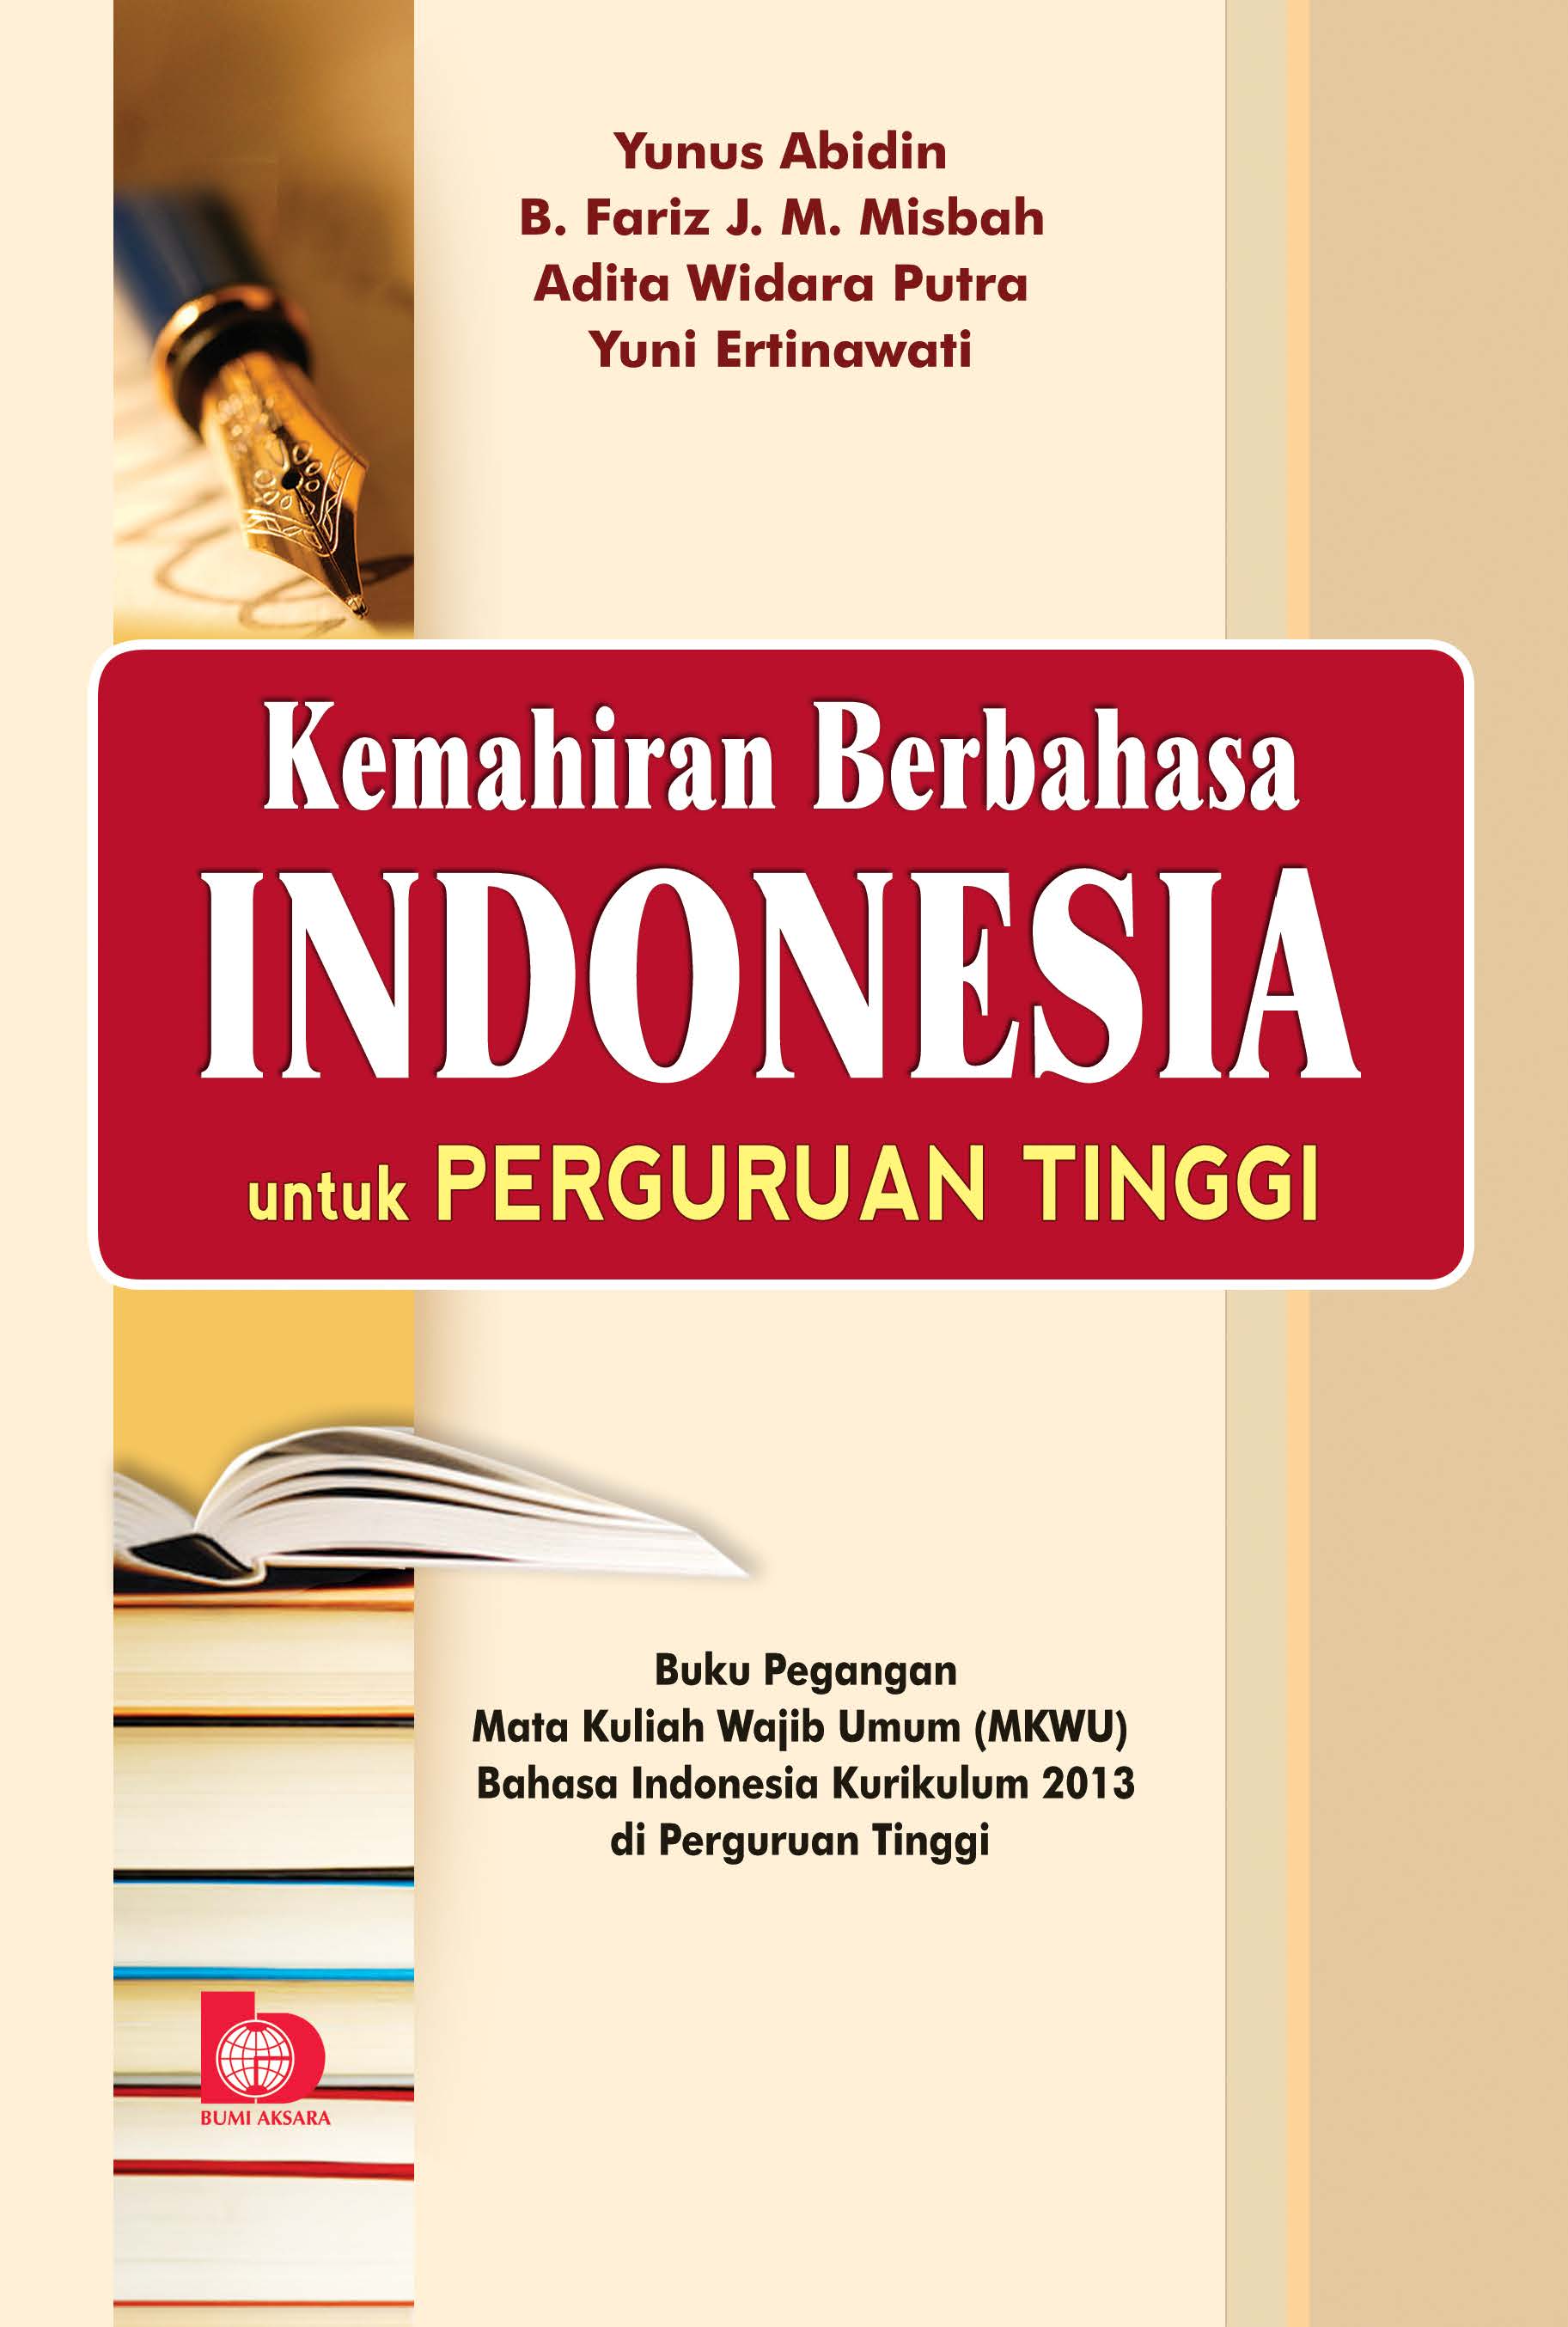 Yunus Abidin
B. Fariz J. M. Misbah
Adita Widara Putra
Yuni Ertinawati
Kemahiran Berbahasa
INDONESIA
untuk PERGURUAN TINGGI
Buku Pegangan
Mata Kuliah Wajib Umum (MKWU)
Bahasa Indonesia Kurikulum 2013
di Perguruan Tinggi
BUMI AKSARA